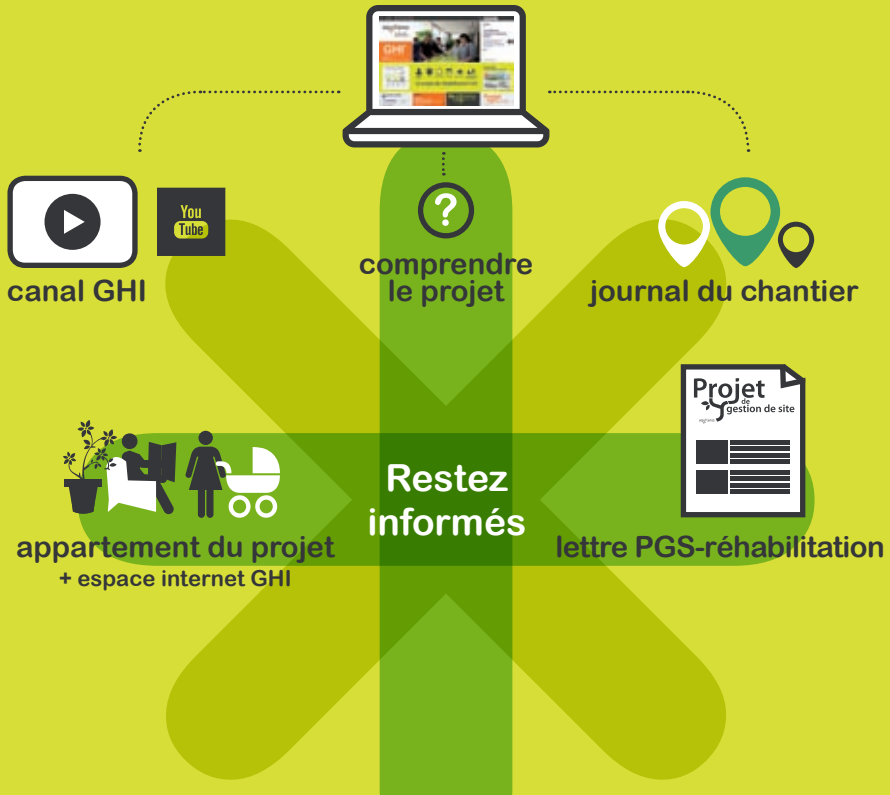 GHI
You
Tube
?
canal GHI
comprendre
le projet
journal du chantier
Projet
de
gestion de site
Restez
informés
appartement du projet
+ espace internet GHI
lettre PGS-réhabilitation